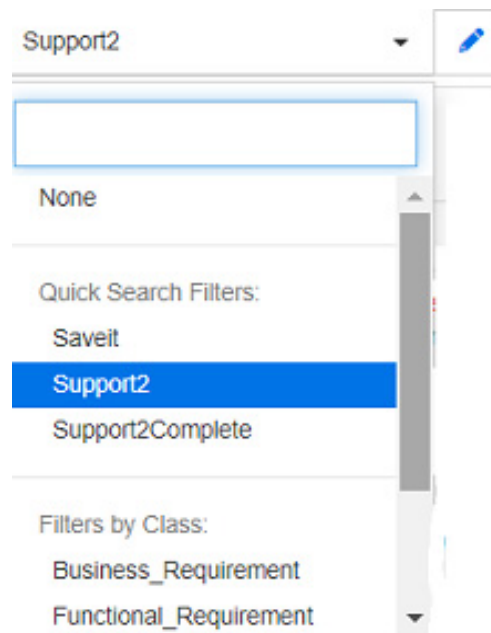 Support2
None
Quick Search Filters:
Saveit
Support2
Support2Complete
Filters by Class:
Business_Requirement
Functional_Requirement